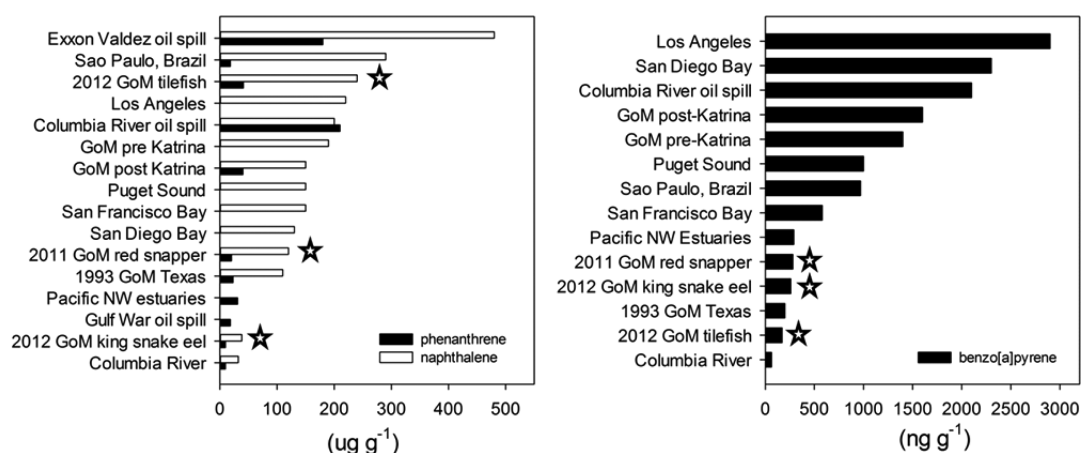 Exxon Valdez oil spill
Sao Paulo, Brazil
2012 GoM tilefish
Los Angeles
Columbia River oil spill
GoM pre Katrina
GoM post Katrina
Puget Sound
San Francisco Bay
San Diego Bay
2011 GoM red snapper
1993 GoM Texas
Pacific NW estuaries
Gulf War oil spill
2012 GoM king snake eel
Columbia River
phenanthrene
naphthalene
0 100 200 300 400 500
(ug g⁻¹)
Los Angeles
San Diego Bay
Columbia River oil spill
GoM post-Katrina
GoM pre-Katrina
Puget Sound
Sao Paulo, Brazil
San Francisco Bay
Pacific NW Estuaries
2011 GoM red snapper
2012 GoM king snake eel
1993 GoM Texas
2012 GoM tilefish
Columbia River
benzo[a]pyrene
0 500 1000 1500 2000 2500 3000
(ng g⁻¹)